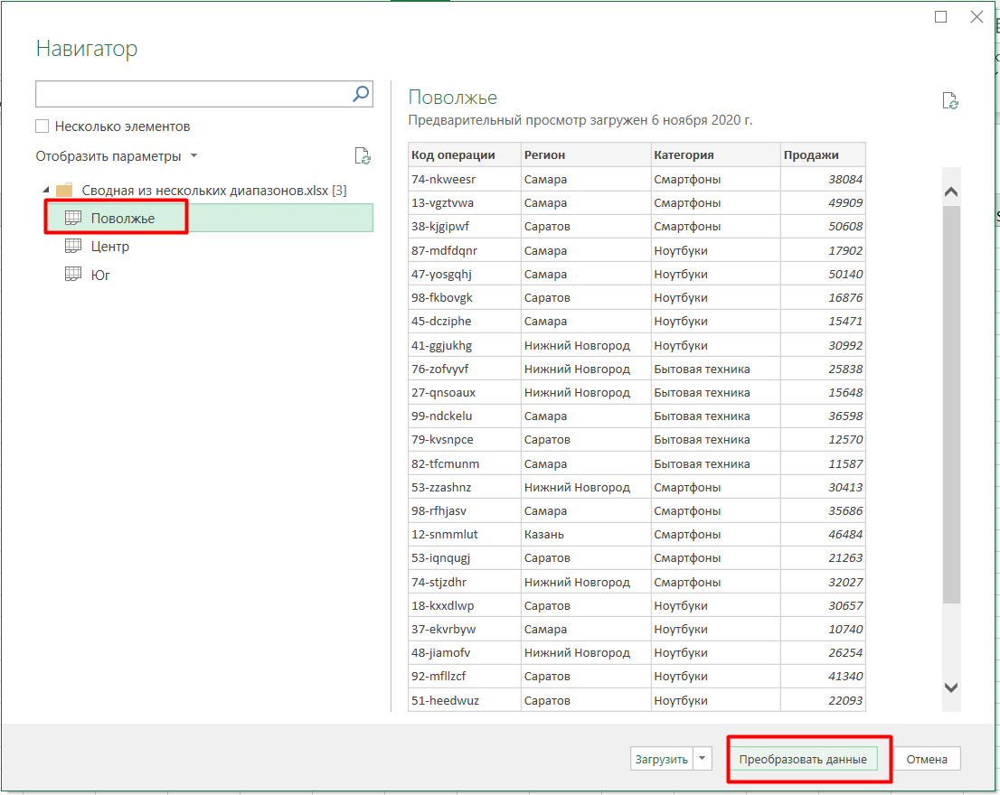 Навигатор
Несколько элементов
Отобразить параметры
Сводная из нескольких диапазонов.xlsx [3]
Поволжье
Центр
Юг
Поволжье
Предварительный просмотр загружен 6 ноября 2020 г.
Код операции Регион Категория Продажи
74-nkweesr Самара Смартфоны 38084
13-vgztvwa Самара Смартфоны 49909
38-kjgipwf Саратов Смартфоны 50608
87-mdfdqnr Самара Ноутбуки 17902
47-yosgqhj Самара Ноутбуки 50140
98-fkbovgk Саратов Ноутбуки 16876
45-dcziphe Самара Ноутбуки 15471
41-ggjukhg Нижний Новгород Ноутбуки 30992
76-zofvyvf Нижний Новгород Бытовая техника 25838
27-qnsoaux Нижний Новгород Бытовая техника 15648
99-ndckelu Самара Бытовая техника 36598
79-kvsnpce Саратов Бытовая техника 12570
82-tfcmunm Самара Бытовая техника 11587
53-zzashnz Нижний Новгород Смартфоны 30413
98-rfhjasv Самара Смартфоны 35686
12-snmmlut Казань Смартфоны 46484
53-iqnqugj Саратов Смартфоны 21263
74-stjzdhr Нижний Новгород Смартфоны 32027
18-kxxdlwp Саратов Ноутбуки 30657
37-ekvrbyw Самара Ноутбуки 10740
48-jiamofv Нижний Новгород Ноутбуки 26254
92-mfllzcf Саратов Ноутбуки 41340
51-heedwuz Саратов Ноутбуки 22093
Загрузить Преобразовать данные Отмена